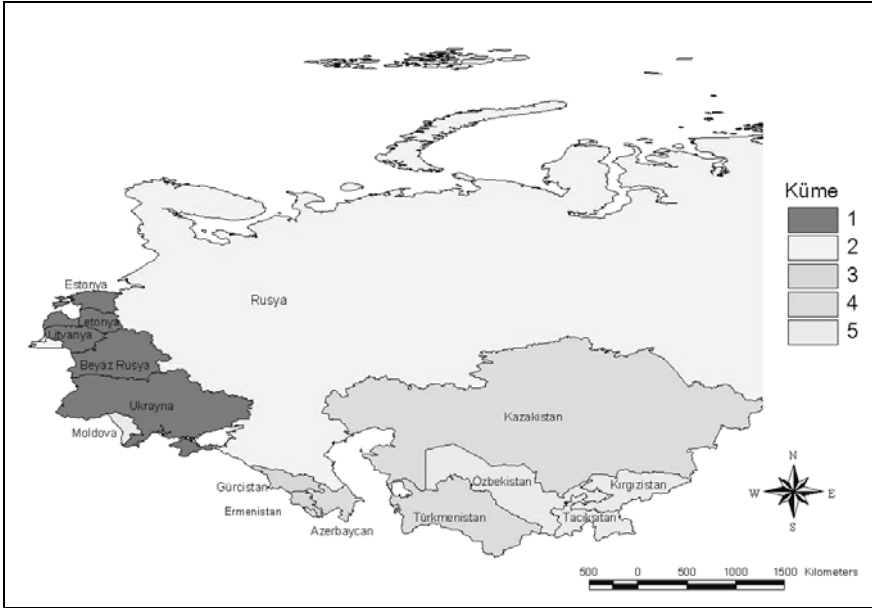 Küme
1
2
3
4
5
Estonya
Letonya
Litvanya
Beyaz Rusya
Ukrayna
Moldova
Rusya
Kazakistan
Gürcistan
Ermenistan
Azerbaycan
Özbekistan
Kırgızistan
Türkmenistan
Taciksitan
N
W E
S
500 0 500 1000 1500 Kilometers